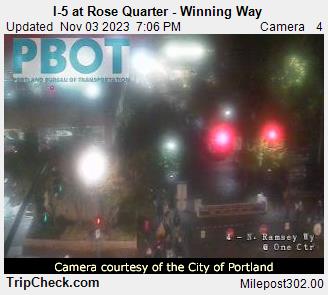 I-5 at Rose Quarter - Winning Way
Updated Nov 03 2023 7:06 PM Camera 4
PBOT
PORTLAND BUREAU OF TRANSPORTATION
4 - N. Ramsey Wy
@ One Ctr
Camera courtesy of the City of Portland
TripCheck.com Milepost302.00